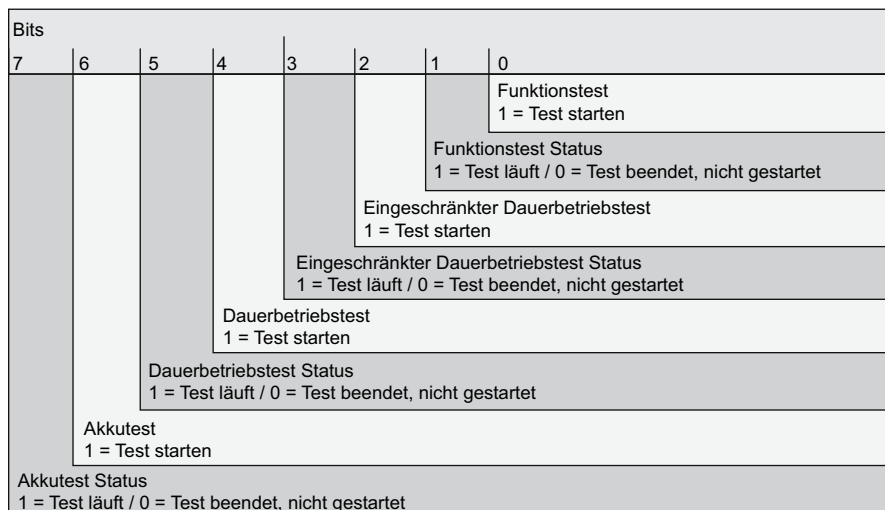 Bits
7 6 5 4 3 2 1 0
Funktionstest
1 = Test starten
Funktionstest Status
1 = Test läuft / 0 = Test beendet, nicht gestartet
Eingeschränkter Dauerbetriebstest
1 = Test starten
Eingeschränkter Dauerbetriebstest Status
1 = Test läuft / 0 = Test beendet, nicht gestartet
Dauerbetriebstest
1 = Test starten
Dauerbetriebstest Status
1 = Test läuft / 0 = Test beendet, nicht gestartet
Akkutest
1 = Test starten
Akkutest Status
1 = Test läuft / 0 = Test beendet, nicht gestartet